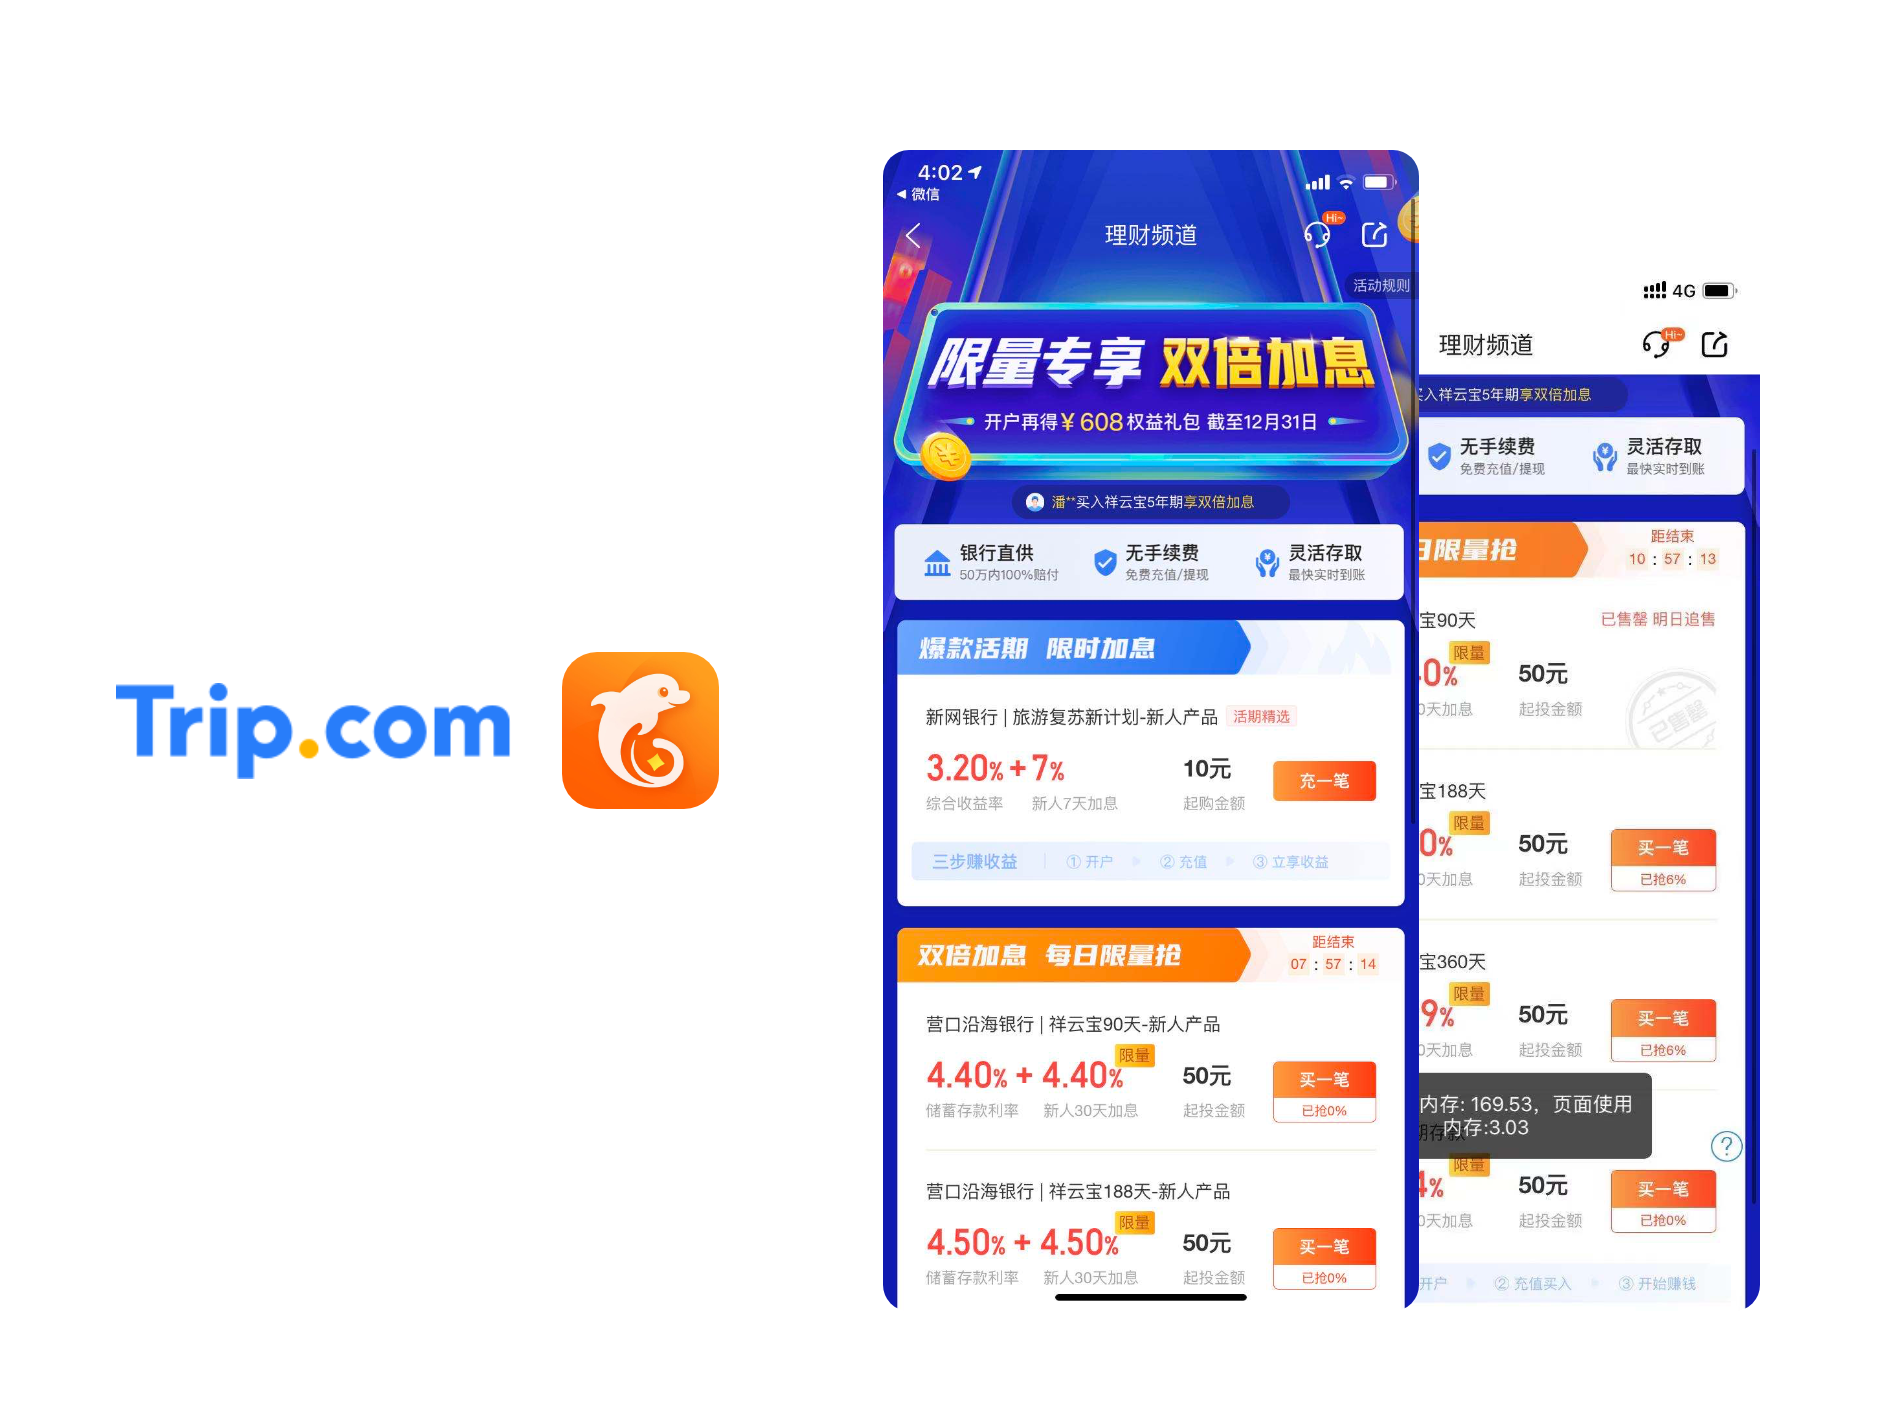 Trip.com
4:02
微信
理财频道
Hi~
活动规则
限量专享 双倍加息
开户再得¥608权益礼包 截至12月31日
潘**买入祥云宝5年期享双倍加息
银行直供
50万内100%赔付
无手续费
免费充值/提现
灵活存取
最快实时到账
爆款活期 限时加息
新网银行 | 旅游复苏新计划-新人产品 活期精选
3.20% + 7%
10元
充一笔
综合收益率 新人7天加息 起购金额
三步赚收益 ① 开户 ② 充值 ③ 立享收益
双倍加息 每日限量抢
距结束
07 : 57 : 14
营口沿海银行 | 祥云宝90天-新人产品
限量
4.40% + 4.40%
50元
买一笔
已抢0%
储蓄存款利率 新人30天加息 起投金额
营口沿海银行 | 祥云宝188天-新人产品
限量
4.50% + 4.50%
50元
买一笔
已抢0%
储蓄存款利率 新人30天加息 起投金额
4G
理财频道
Hi~
入祥云宝5年期享双倍加息
无手续费
免费充值/提现
灵活存取
最快实时到账
日限量抢
距结束
10 : 57 : 13
宝90天
已售罄 明日追售
限量
0%
50元
0天加息 起投金额
已售罄
宝188天
限量
0%
50元
买一笔
已抢6%
0天加息 起投金额
宝360天
限量
9%
50元
买一笔
已抢6%
0天加息 起投金额
内存: 169.53, 页面使用
内存:3.03
期存款
?
限量
4%
50元
买一笔
已抢0%
0天加息 起投金额
开户 ② 充值买入 ③ 开始赚钱